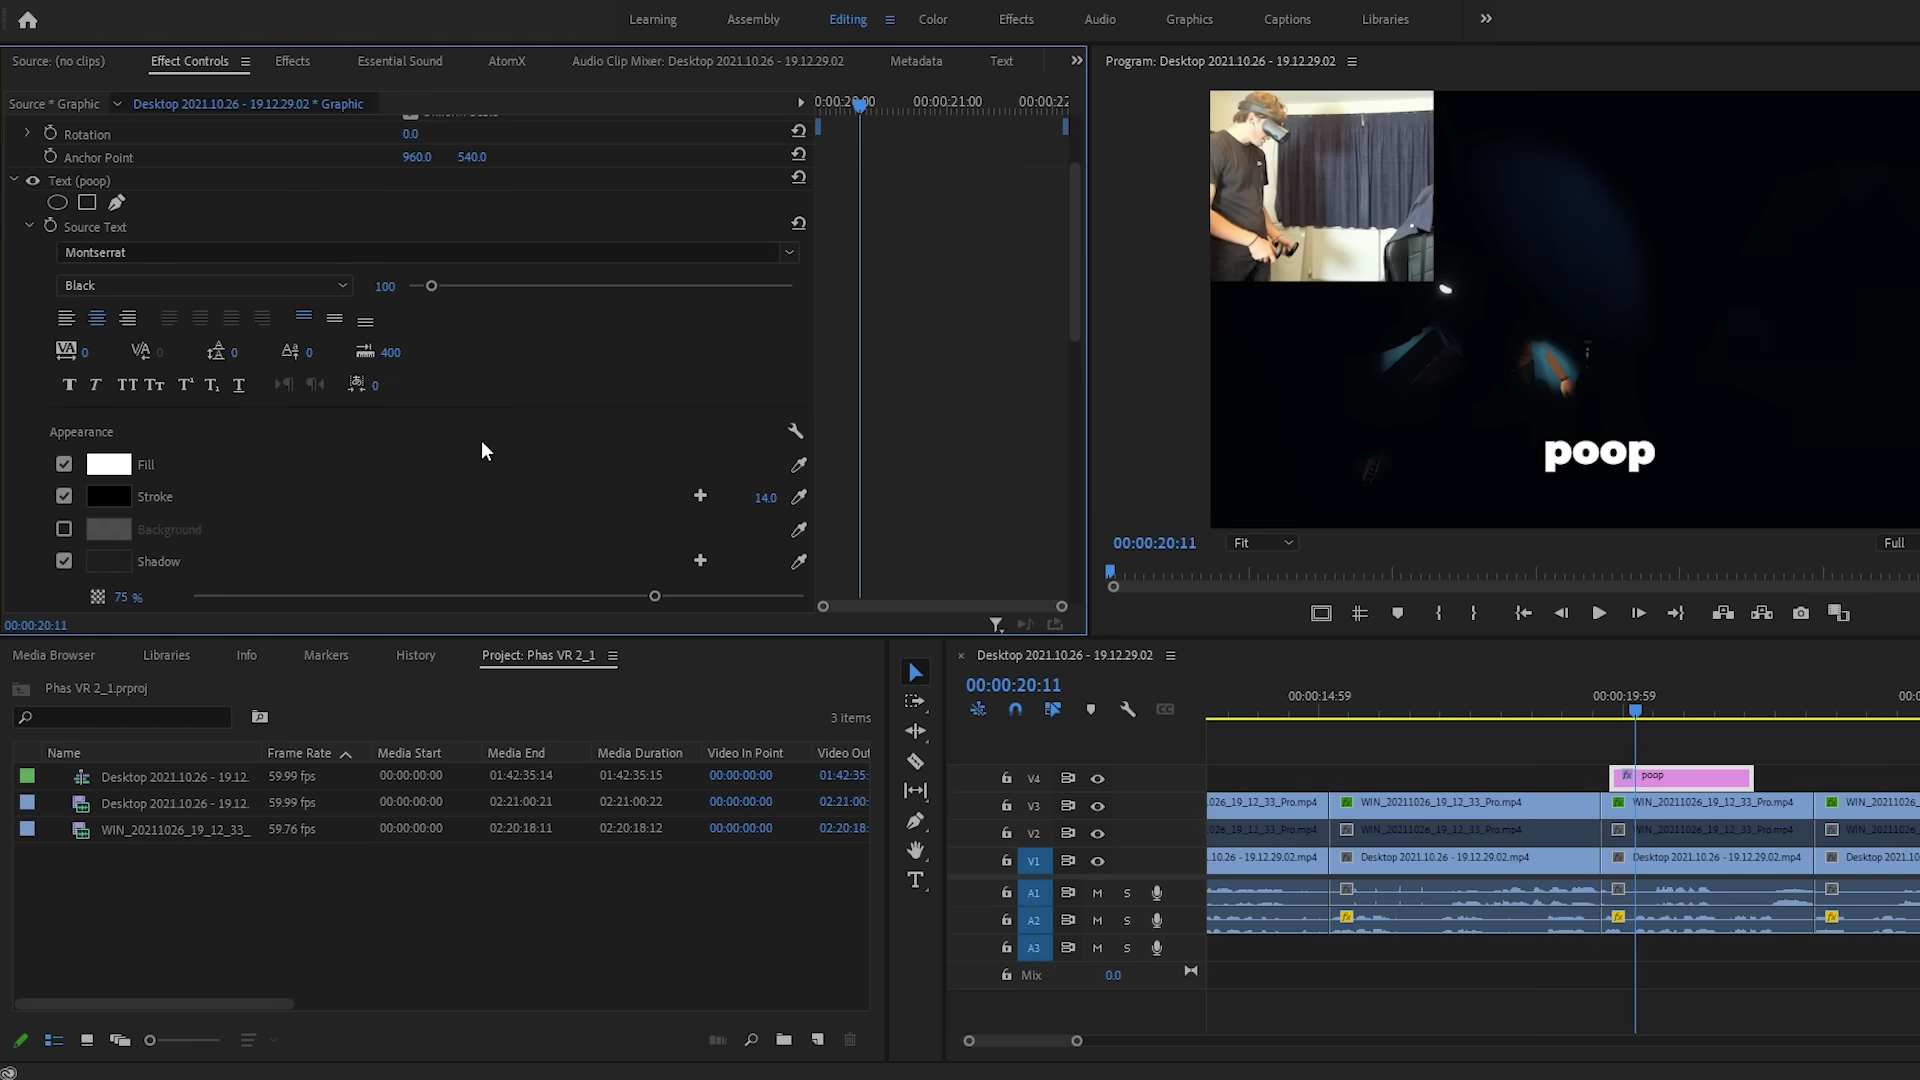 Learning Assembly Editing Color Effects Audio Graphics Captions Libraries
Source: (no clips) Effect Controls Effects Essential Sound AtomX Audio Clip Mixer: Desktop 2021.10.26 - 19.12.29.02 Metadata Text
Program: Desktop 2021.10.26 - 19.12.29.02
Source * Graphic Desktop 2021.10.26 - 19.12.29.02 * Graphic
0:00:20:00 00:00:21:00 00:00:22
Rotation 0.0
Anchor Point 960.0 540.0
Text (poop)
Source Text
Montserrat
Black 100
0 0 0 0 400
0
Appearance
Fill
Stroke 14.0
Background
Shadow
75 %
00:00:20:11
poop
00:00:20:11 Fit Full
Media Browser Libraries Info Markers History Project: Phas VR 2_1
Phas VR 2_1.prproj
3 items
Name Frame Rate Media Start Media End Media Duration Video In Point Video Out
Desktop 2021.10.26 - 19.12. 59.99 fps 00:00:00:00 01:42:35:14 01:42:35:15 00:00:00:00 01:42:35:
Desktop 2021.10.26 - 19.12. 59.99 fps 00:00:00:00 02:21:00:21 02:21:00:22 00:00:00:00 02:21:00:
WIN_20211026_19_12_33_ 59.76 fps 00:00:00:00 02:20:18:11 02:20:18:12 00:00:00:00 02:20:18:
Desktop 2021.10.26 - 19.12.29.02
00:00:20:11
00:00:14:59 00:00:19:59 00:0
V4 poop
V3 026_19_12_33_Pro.mp4 WIN_20211026_19_12_33_Pro.mp4 WIN_20211026_19_12_33_Pro.mp4 WIN_20211026_
V2 026_19_12_33_Pro.mp4 WIN_20211026_19_12_33_Pro.mp4 WIN_20211026_19_12_33_Pro.mp4 WIN_20211026_
V1 .10.26 - 19.12.29.02.mp4 Desktop 2021.10.26 - 19.12.29.02.mp4 Desktop 2021.10.26 - 19.12.29.02.mp4 Desktop 2021.10
A1 M S
A2 M S
A3 M S
Mix 0.0